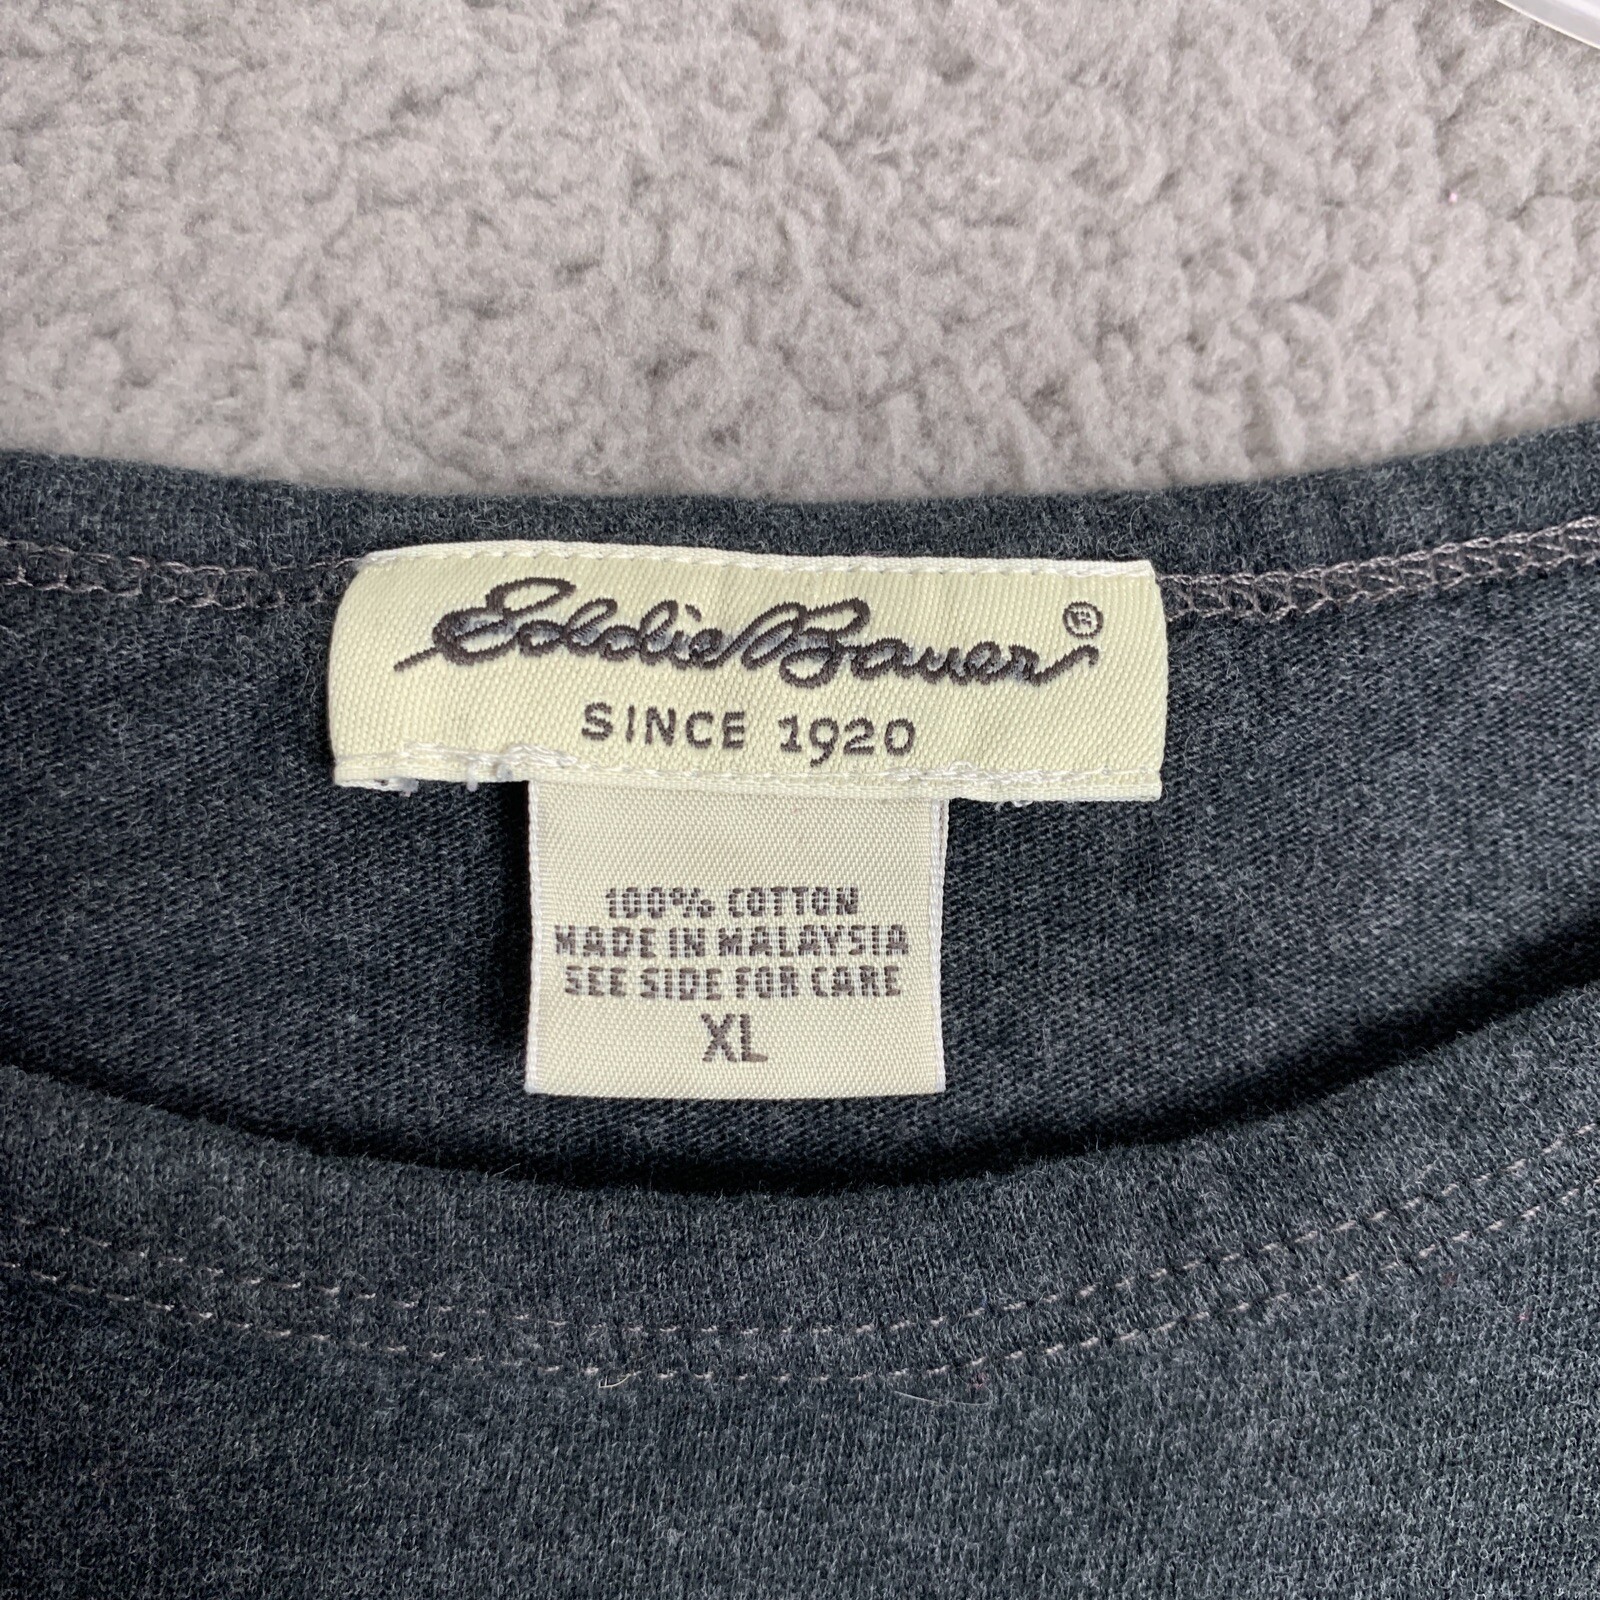 Eddie Bauer ®
SINCE 1920
100% COTTON
MADE IN MALAYSIA
SEE SIDE FOR CARE
XL